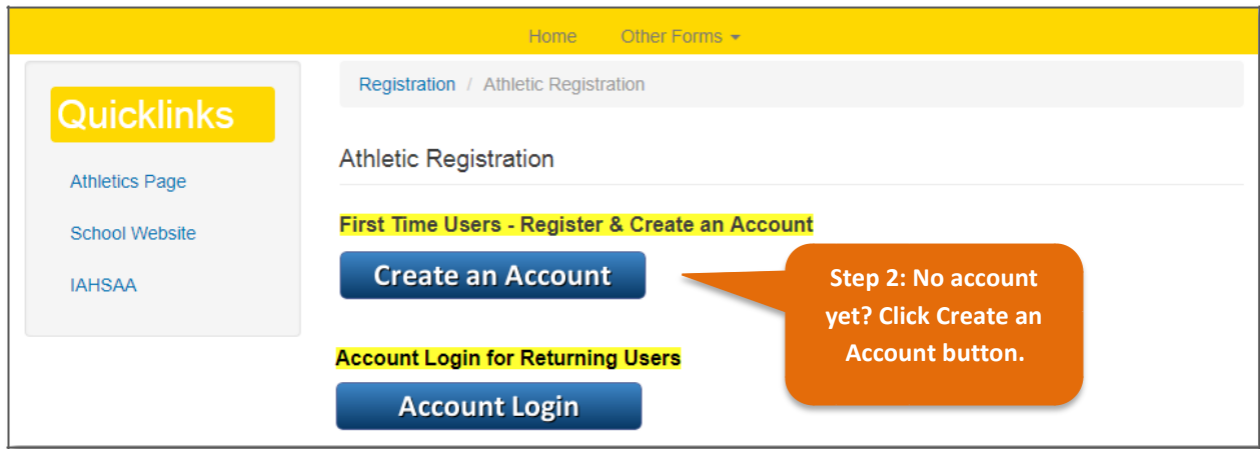 Home Other Forms
Quicklinks
Athletics Page
School Website
IAHSAA
Registration / Athletic Registration
Athletic Registration
First Time Users - Register & Create an Account
Create an Account
Step 2: No account
yet? Click Create an
Account button.
Account Login for Returning Users
Account Login